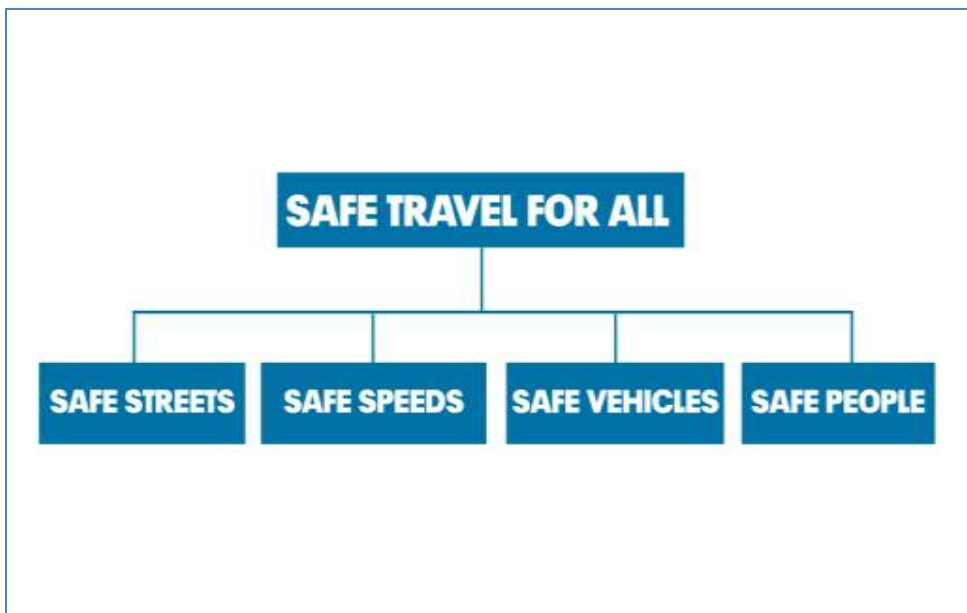 SAFE TRAVEL FOR ALL
SAFE STREETS
SAFE SPEEDS
SAFE VEHICLES
SAFE PEOPLE